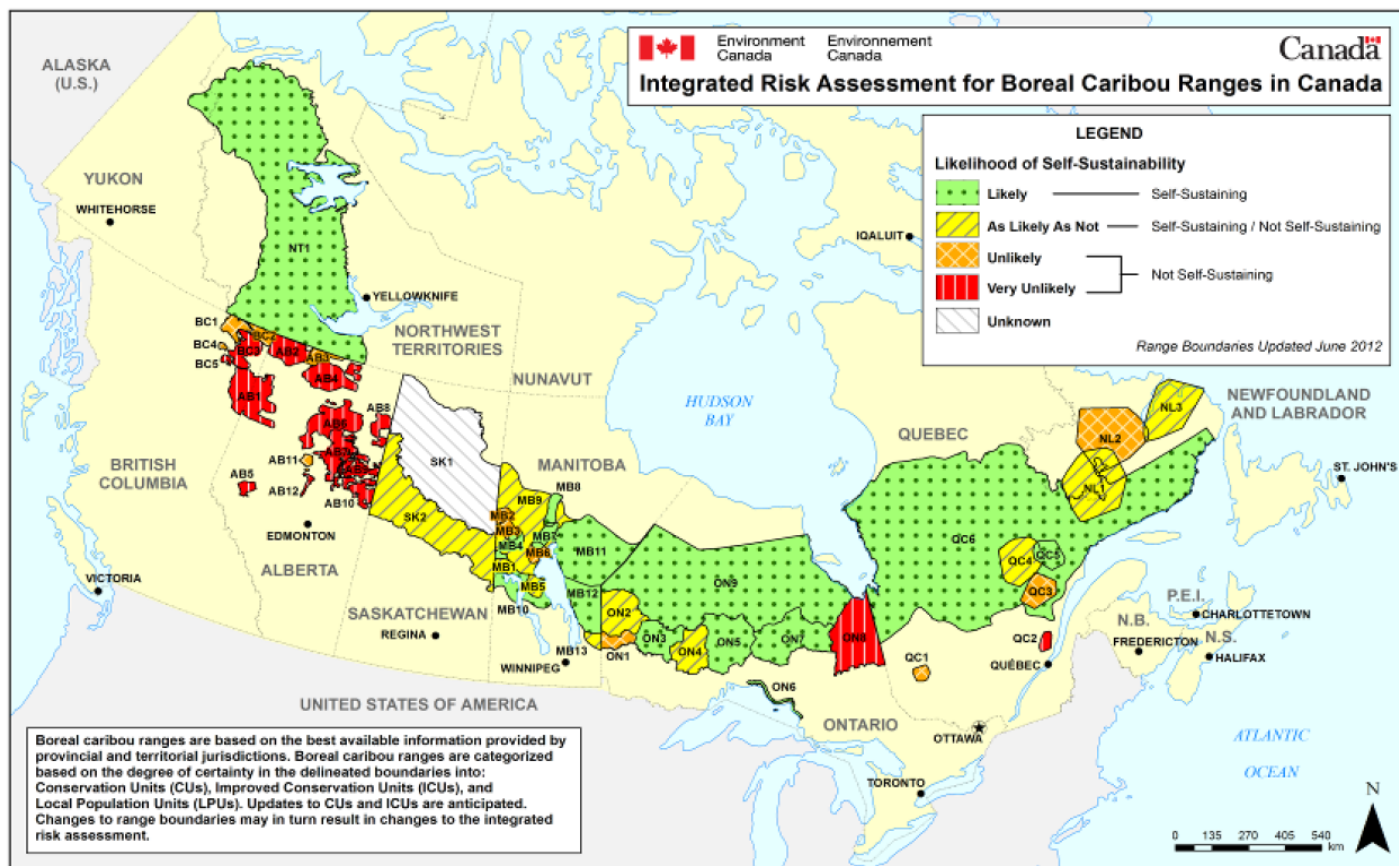 Environment Environnement
Canada Canada
Canada
Integrated Risk Assessment for Boreal Caribou Ranges in Canada
LEGEND
Likelihood of Self-Sustainability
Likely Self-Sustaining
As Likely As Not Self-Sustaining / Not Self-Sustaining
Unlikely
Not Self-Sustaining
Very Unlikely
Unknown
Range Boundaries Updated June 2012
ALASKA
(U.S.)
YUKON
WHITEHORSE
NT1
IQALUIT
YELLOWKNIFE
NORTHWEST
TERRITORIES
NUNAVUT
BC1
BC2
BC4
BC3
AB2
BC5
AB3
AB4
AB1
AB8
AB6
AB7
AB9
AB11
AB5
AB12
AB10
BRITISH
COLUMBIA
EDMONTON
ALBERTA
VICTORIA
SK1
SK2
SASKATCHEWAN
REGINA
MANITOBA
MB8
MB9
MB2
MB3
MB4
MB7
MB6
MB1
MB5
MB10
MB11
MB12
MB13
WINNIPEG
HUDSON
BAY
ON9
ON2
ON1
ON3
ON4
ON5
ON7
ON8
ON6
ONTARIO
OTTAWA
TORONTO
QUEBEC
NL3
NL2
NL1
NEWFOUNDLAND
AND LABRADOR
ST. JOHN'S
QC6
QC4
QC5
QC3
QC2
QC1
QUÉBEC
P.E.I.
CHARLOTTETOWN
N.B.
FREDERICTON
N.S.
HALIFAX
UNITED STATES OF AMERICA
ATLANTIC
OCEAN
Boreal caribou ranges are based on the best available information provided by
provincial and territorial jurisdictions. Boreal caribou ranges are categorized
based on the degree of certainty in the delineated boundaries into:
Conservation Units (CUs), Improved Conservation Units (ICUs), and
Local Population Units (LPUs). Updates to CUs and ICUs are anticipated.
Changes to range boundaries may in turn result in changes to the integrated
risk assessment.
N
0 135 270 405 540
km